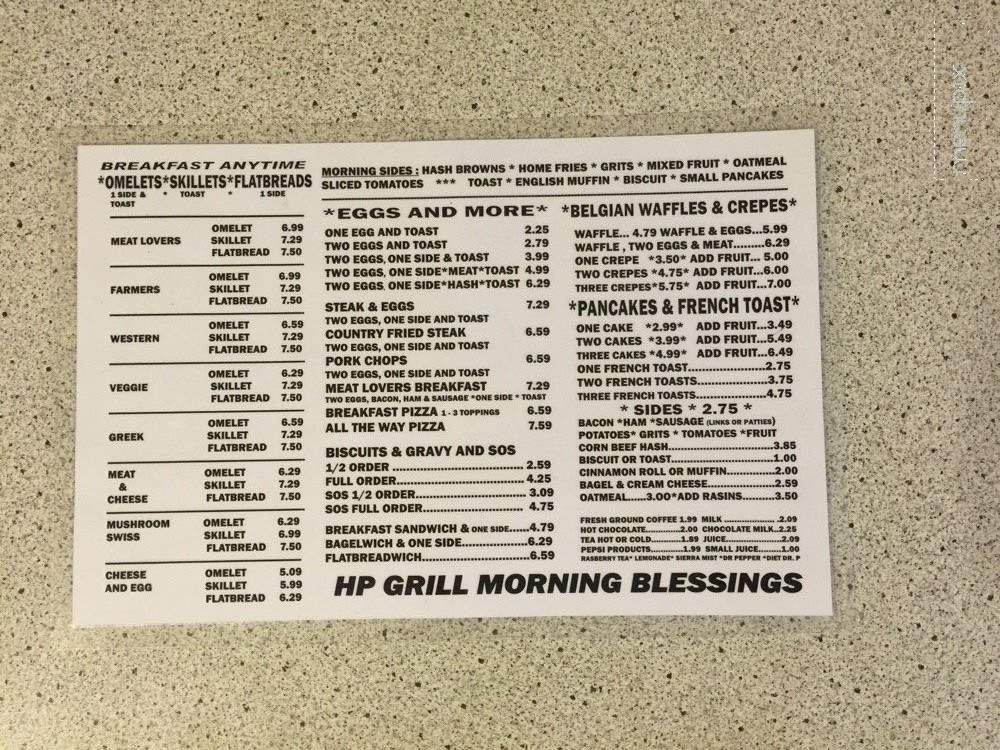 BREAKFAST ANYTIME
*OMELETS*SKILLETS*FLATBREADS
1 SIDE & * TOAST * 1 SIDE
TOAST
MEAT LOVERS
OMELET 6.99
SKILLET 7.29
FLATBREAD 7.50
FARMERS
OMELET 6.99
SKILLET 7.29
FLATBREAD 7.50
WESTERN
OMELET 6.59
SKILLET 7.29
FLATBREAD 7.50
VEGGIE
OMELET 6.29
SKILLET 7.29
FLATBREAD 7.50
GREEK
OMELET 6.59
SKILLET 7.29
FLATBREAD 7.50
MEAT
&
CHEESE
OMELET 6.29
SKILLET 7.29
FLATBREAD 7.50
MUSHROOM
SWISS
OMELET 6.29
SKILLET 6.99
FLATBREAD 7.50
CHEESE
AND EGG
OMELET 5.09
SKILLET 5.99
FLATBREAD 6.29
MORNING SIDES : HASH BROWNS * HOME FRIES * GRITS * MIXED FRUIT * OATMEAL
SLICED TOMATOES *** TOAST * ENGLISH MUFFIN * BISCUIT * SMALL PANCAKES
*EGGS AND MORE*
ONE EGG AND TOAST 2.25
TWO EGGS AND TOAST 2.79
TWO EGGS, ONE SIDE & TOAST 3.99
TWO EGGS, ONE SIDE*MEAT*TOAST 4.99
TWO EGGS, ONE SIDE*HASH*TOAST 6.29
STEAK & EGGS 7.29
TWO EGGS, ONE SIDE AND TOAST
COUNTRY FRIED STEAK 6.59
TWO EGGS, ONE SIDE AND TOAST
PORK CHOPS 6.59
TWO EGGS, ONE SIDE AND TOAST
MEAT LOVERS BREAKFAST 7.29
TWO EGGS, BACON, HAM & SAUSAGE *ONE SIDE * TOAST
BREAKFAST PIZZA 1 - 3 TOPPINGS 6.59
ALL THE WAY PIZZA 7.59
BISCUITS & GRAVY AND SOS
1/2 ORDER ........ 2.59
FULL ORDER........ 4.25
SOS 1/2 ORDER........ 3.09
SOS FULL ORDER........ 4.75
BREAKFAST SANDWICH & ONE SIDE......4.79
BAGELWICH & ONE SIDE........6.29
FLATBREADWICH........6.59
*BELGIAN WAFFLES & CREPES*
WAFFLE... 4.79 WAFFLE & EGGS...5.99
WAFFLE , TWO EGGS & MEAT.........6.29
ONE CREPE *3.50* ADD FRUIT... 5.00
TWO CREPES *4.75* ADD FRUIT...6.00
THREE CREPES*5.75* ADD FRUIT...7.00
*PANCAKES & FRENCH TOAST*
ONE CAKE *2.99* ADD FRUIT...3.49
TWO CAKES *3.99* ADD FRUIT...5.49
THREE CAKES *4.99* ADD FRUIT...6.49
ONE FRENCH TOAST........2.75
TWO FRENCH TOASTS........3.75
THREE FRENCH TOASTS........4.75
* SIDES * 2.75 *
BACON *HAM *SAUSAGE (LINKS OR PATTIES)
POTATOES* GRITS * TOMATOES *FRUIT
CORN BEEF HASH........3.85
BISCUIT OR TOAST........1.00
CINNAMON ROLL OR MUFFIN........2.00
BAGEL & CREAM CHEESE........2.59
OATMEAL.....3.00*ADD RASINS........3.50
FRESH GROUND COFFEE 1.99 MILK ........ .2.09
HOT CHOCOLATE........2.00 CHOCOLATE MILK..2.25
TEA HOT OR COLD........1.89 JUICE........2.09
PEPSI PRODUCTS........1.99 SMALL JUICE........1.00
RASBERRY TEA* LEMONADE* SIERRA MIST *DR PEPPER *DIET DR. P
HP GRILL MORNING BLESSINGS